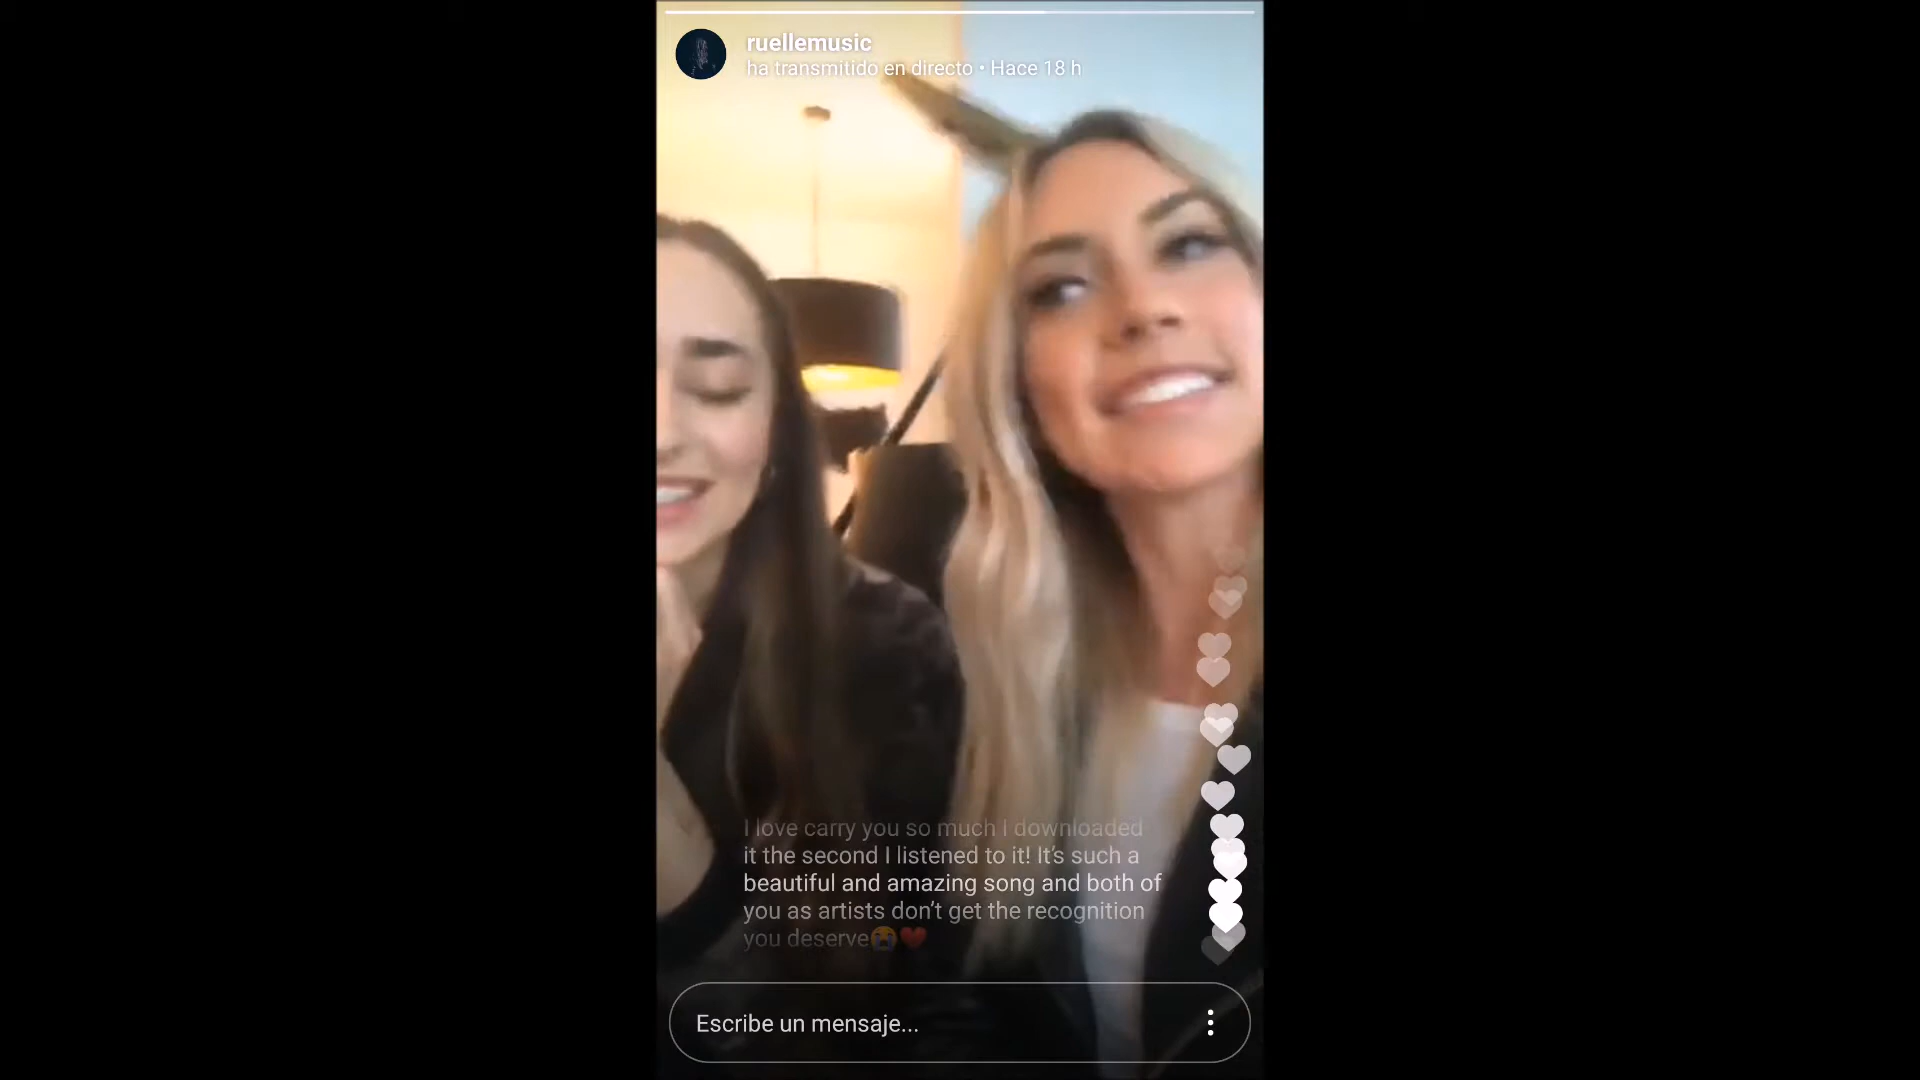 ruellemusic
ha transmitido en directo • Hace 18 h
I love carry you so much I downloaded
it the second I listened to it! It's such a
beautiful and amazing song and both of
you as artists don't get the recognition
you deserve😭❤️
Escribe un mensaje...